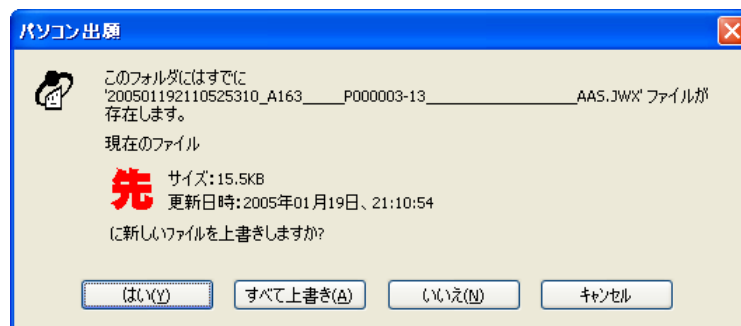 パソコン出願
このフォルダにはすでに
'200501192110525310_A163_____P000003-13__________________AAS.JWX' ファイルが
存在します。
現在のファイル
先
サイズ：15.5KB
更新日時：2005年01月19日、21:10:54
に新しいファイルを上書きしますか?
はい(Y)
すべて上書き(A)
いいえ(N)
キャンセル